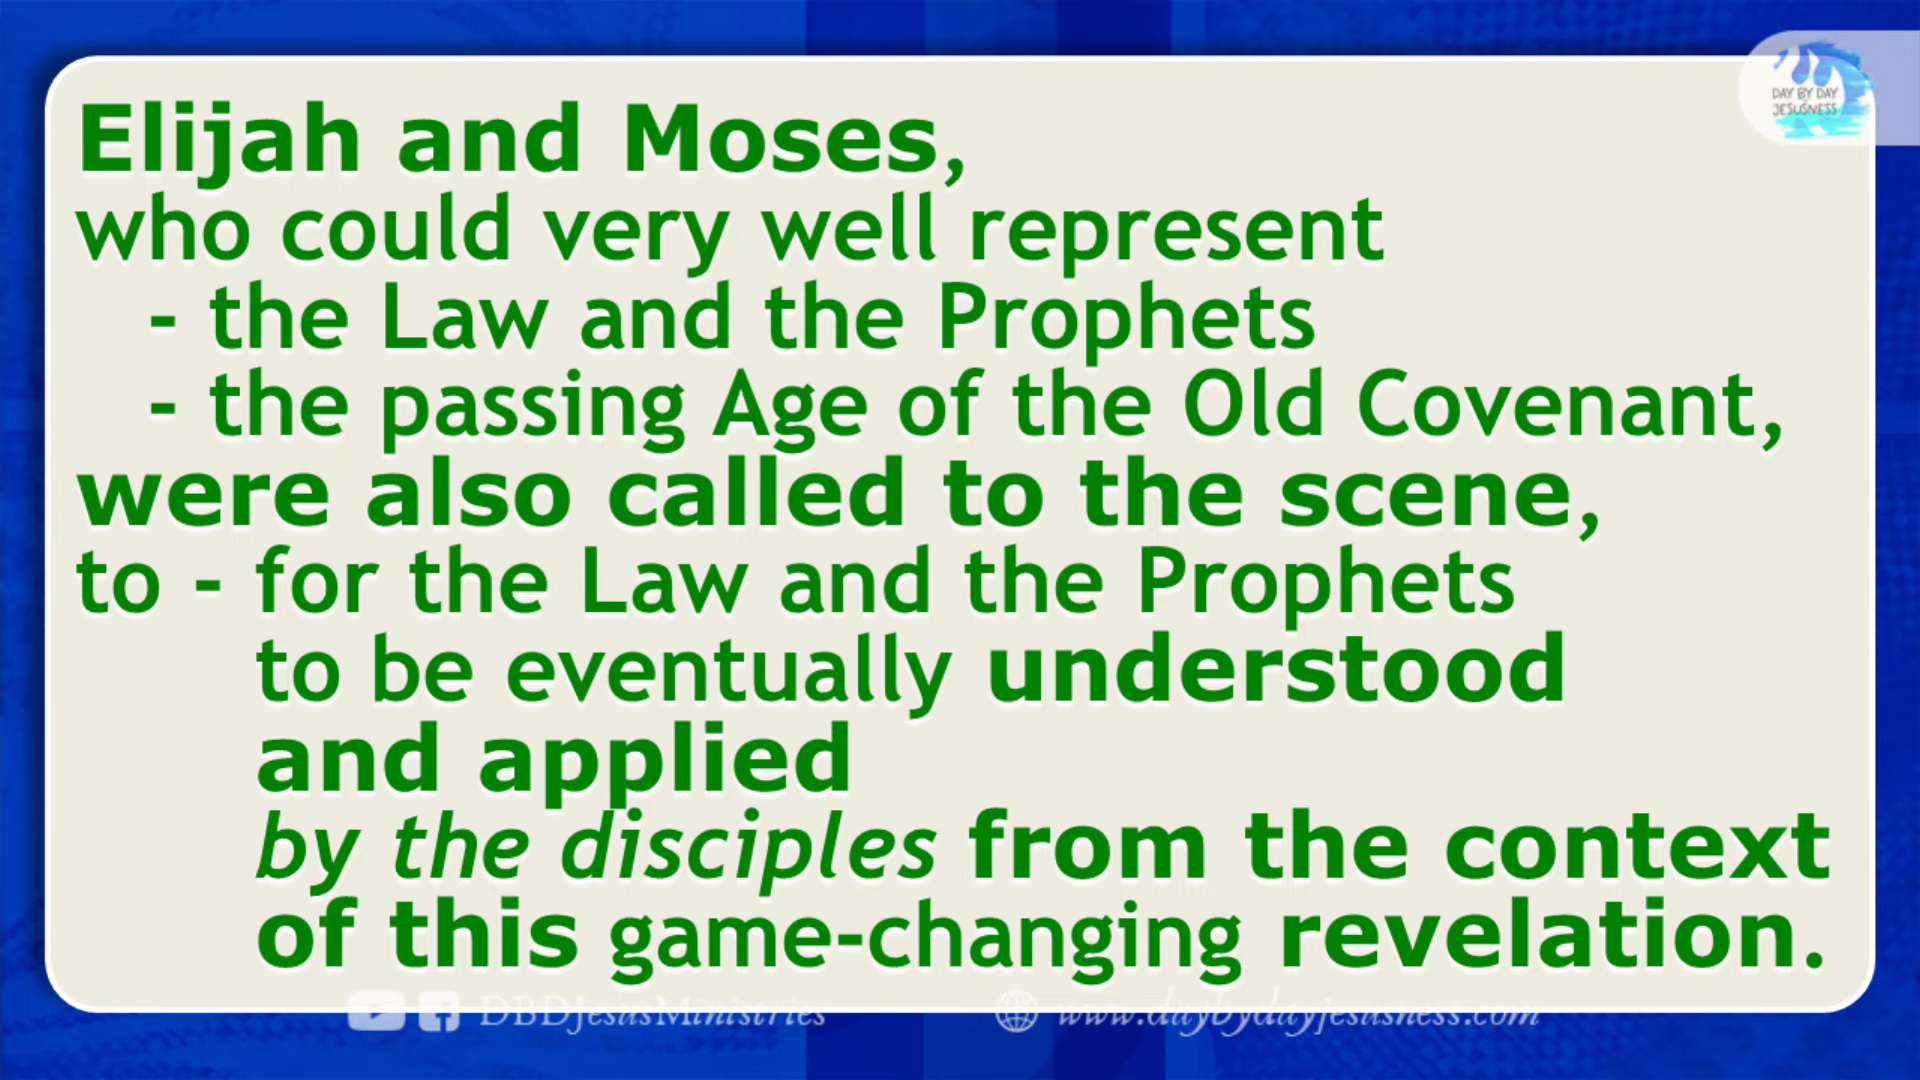 DAY BY DAY
JESUSNESS
Elijah and Moses,
who could very well represent
- the Law and the Prophets
- the passing Age of the Old Covenant,
were also called to the scene,
to - for the Law and the Prophets
to be eventually understood
and applied
by the disciples from the context
of this game-changing revelation.
DBDJesusMinistries
www.daybydayjesusness.com